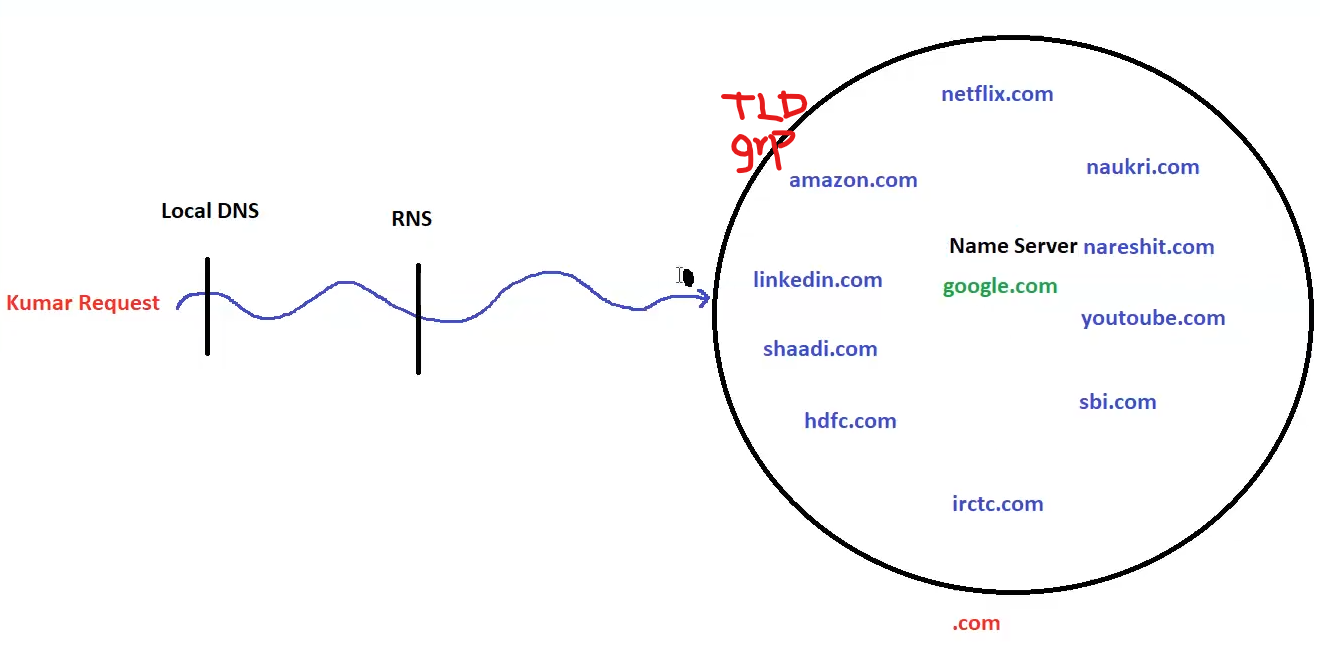 Kumar Request
Local DNS
RNS
TLD
grp
netflix.com
naukri.com
amazon.com
Name Server
nareshit.com
linkedin.com
google.com
youtoube.com
shaadi.com
sbi.com
hdfc.com
irctc.com
.com